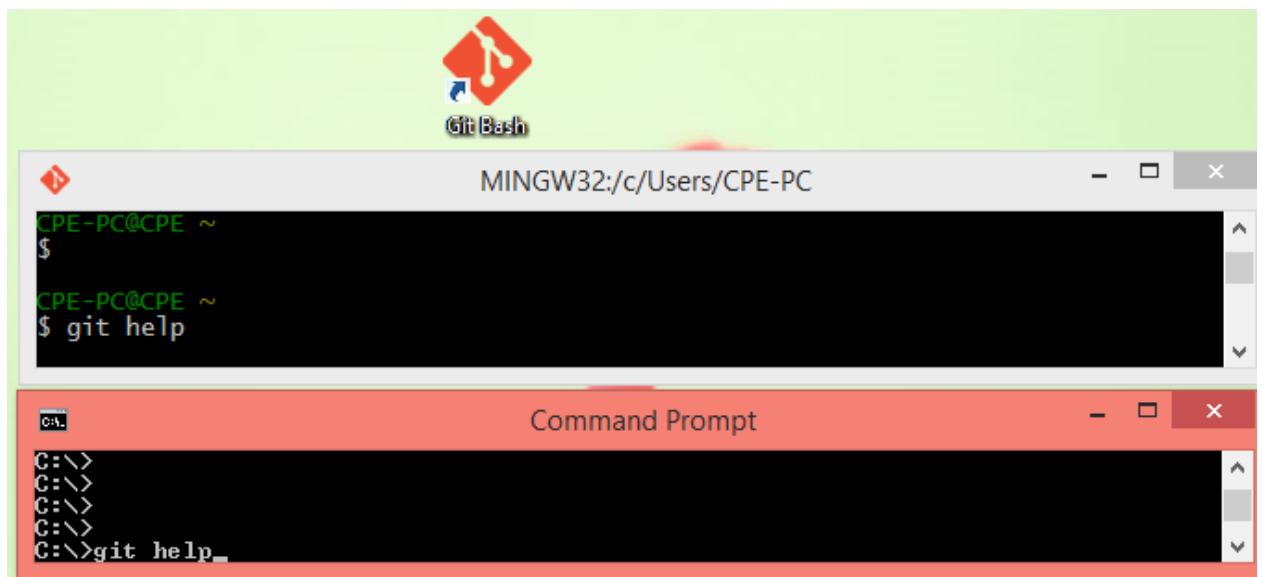 Git Bash
MINGW32:/c/Users/CPE-PC
CPE-PC@CPE ~
$
CPE-PC@CPE ~
$ git help
C:\.
Command Prompt
C:\>
C:\>
C:\>
C:\>
C:\>git help_